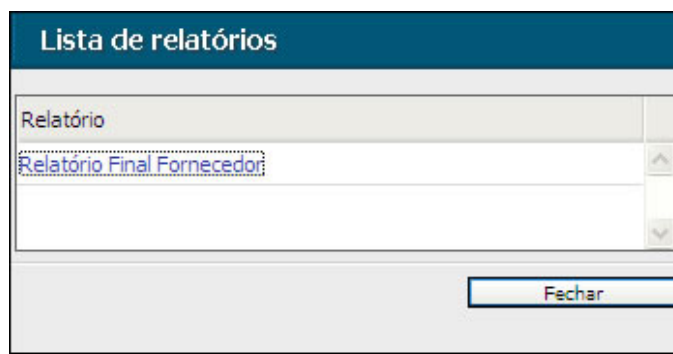 Lista de relatórios
Relatório
Relatório Final Fornecedor
Fechar